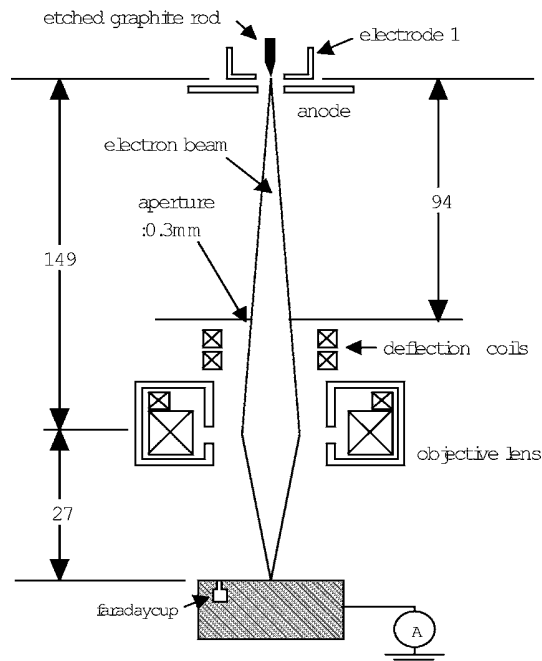 etched graphite rod
electrode 1
anode
electron beam
aperture
:0.3mm
94
149
deflection coils
objective lens
27
faradaycup
A